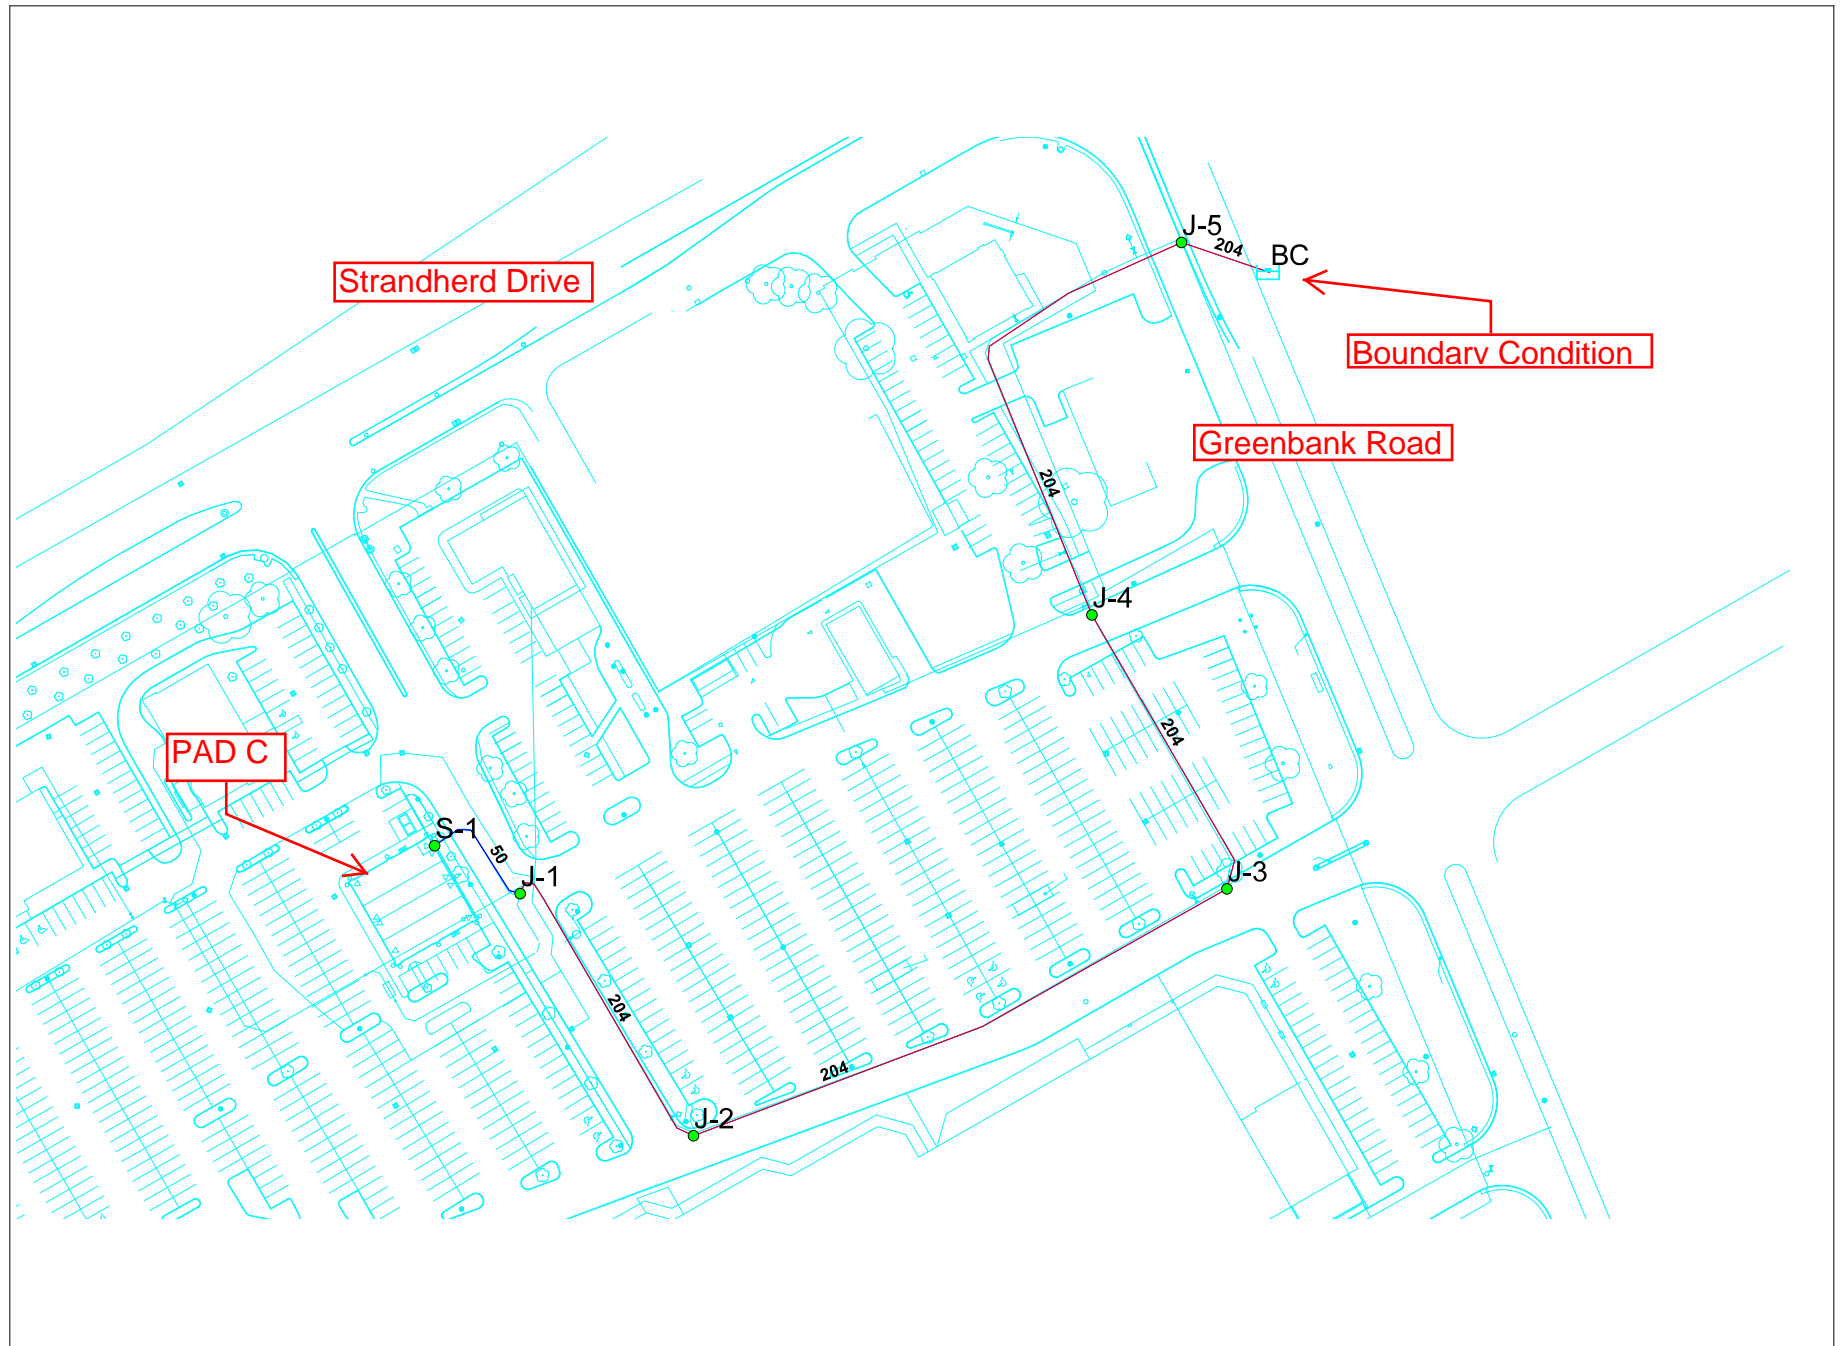 J-5
204
BC
Strandherd Drive
Boundary Condition
Greenbank Road
204
J-4
204
PAD C
S-1
50
J-1
J-3
204
204
J-2